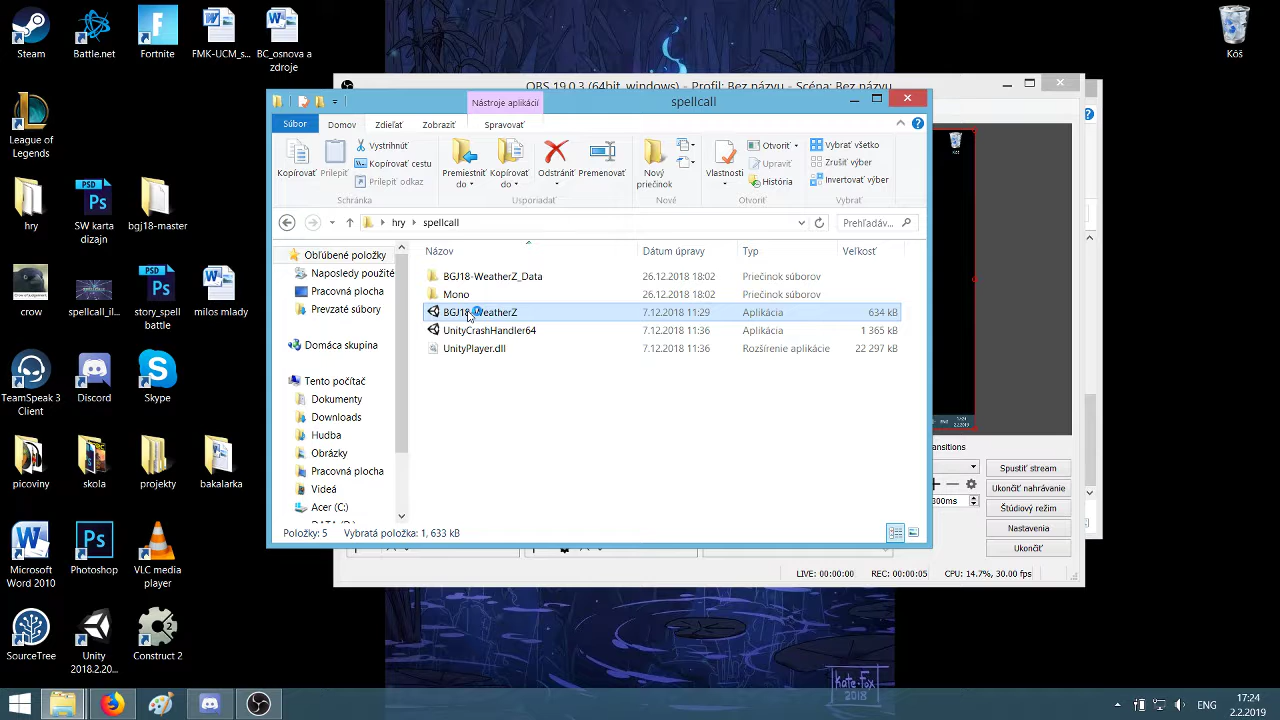 Steam
Battle.net
Fortnite
FMK-UCM_s...
BC_osnova a
zdroje
Kôš
League of
Legends
hry
SW karta
dizajn
bgj18-master
crow
spellcall_il...
story_spell
battle
milos mlady
TeamSpeak 3
Client
Discord
Skype
picoviny
skola
projekty
bakalarka
Microsoft
Word 2010
Photoshop
VLC media
player
SourceTree
Unity
2018.2.20...
Construct 2
OBS 19.0.3 (64bit, windows) - Profil: Bez názvu - Scéna: Bez názvu
Nástroje aplikácií
spellcall
Súbor
Domov
Zobraziť
Spravovať
Kopírovať
Prilepiť
Vystrihnúť
Kopírovať cestu
Prilepiť odkaz
Schránka
Premiestniť
do
Kopírovať
do
Odstrániť
Premenovať
Usporiadať
Nový
priečinok
Nové
Vlastnosti
Otvoriť
Upraviť
História
Otvoriť
Vybrať všetko
Zrušiť výber
Invertovať výber
Vybrať
hry
spellcall
Prehľadáv...
Názov
Dátum úpravy
Typ
Veľkosť
BGJ18-WeatherZ_Data 26.12.2018 18:02 Priečinok súborov
Mono 26.12.2018 18:02 Priečinok súborov
BGJ18-WeatherZ 7.12.2018 11:29 Aplikácia 634 kB
UnityCrashHandler64 7.12.2018 11:36 Aplikácia 1 365 kB
UnityPlayer.dll 7.12.2018 11:36 Rozšírenie aplikácie 22 297 kB
Obľúbené položky
Naposledy použité
Pracovná plocha
Prevzaté súbory
Domáca skupina
Tento počítač
Dokumenty
Downloads
Hudba
Obrázky
Pracovná plocha
Videá
Acer (C:)
Položky: 5 Vybratá položka: 1, 633 kB
Spustiť stream
Ukončiť nahrávanie
Štúdiový režim
Nastavenia
Ukončiť
300ms
LIVE: 00:00:00
REC: 00:00:05
CPU: 14.7%, 30.00 fps
Kate•Fox
2018
ENG
17:24
2.2.2019